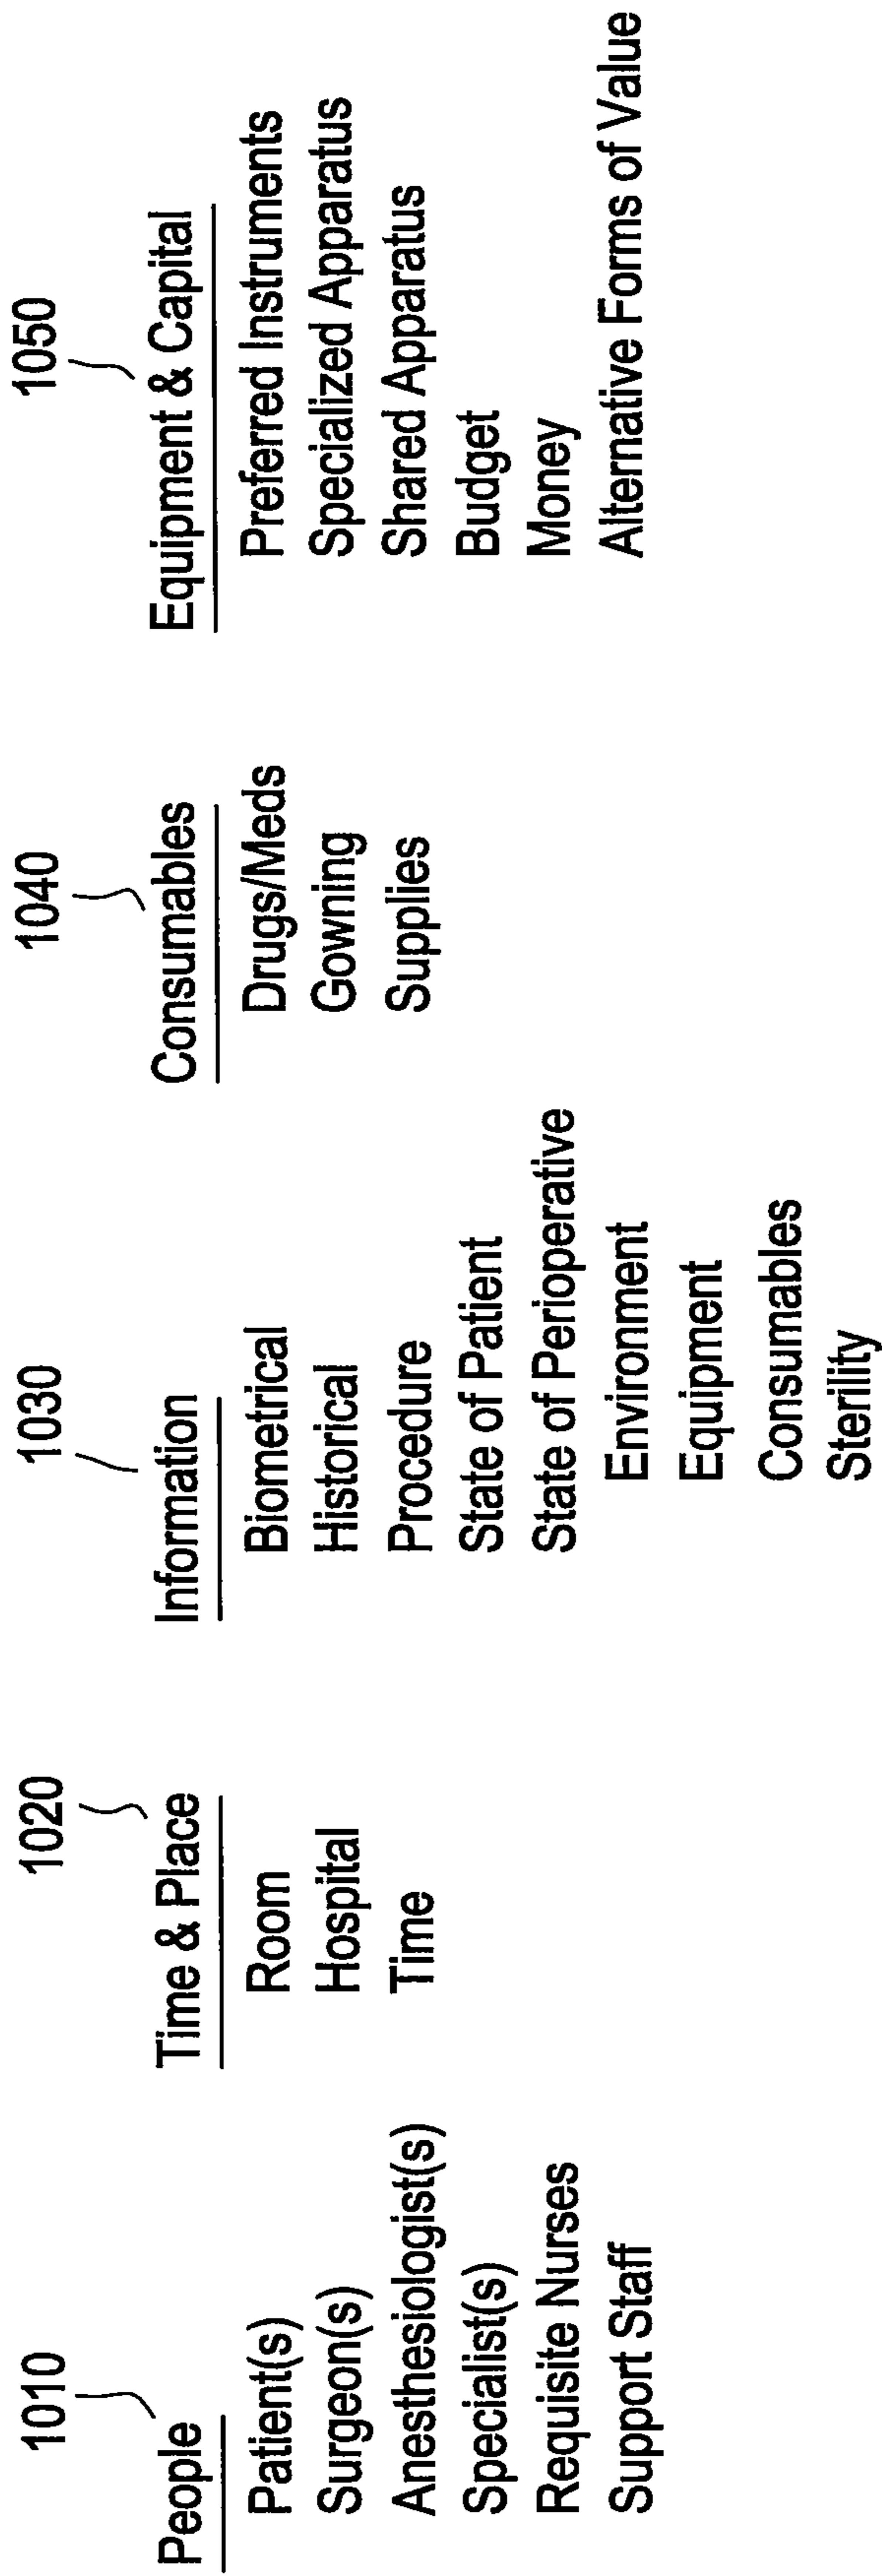 1010
People
Patient(s)
Surgeon(s)
Anesthesiologist(s)
Specialist(s)
Requisite Nurses
Support Staff
1020
Time & Place
Room
Hospital
Time
1030
Information
Biometrical
Historical
Procedure
State of Patient
State of Perioperative
Environment
Equipment
Consumables
Sterility
1040
Consumables
Drugs/Meds
Gowning
Supplies
1050
Equipment & Capital
Preferred Instruments
Specialized Apparatus
Shared Apparatus
Budget
Money
Alternative Forms of Value